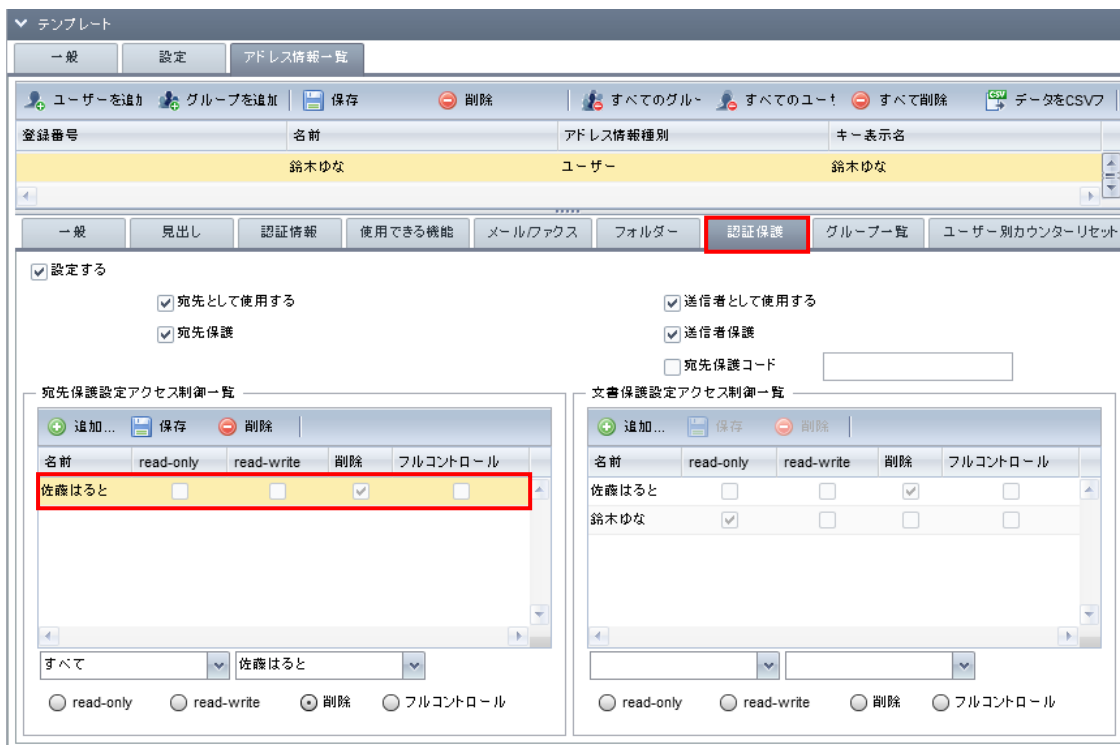 テンプレート
一般 設定 アドレス情報一覧
ユーザーを追加 グループを追加 保存 削除 すべてのグルー すべてのユーサ すべて削除 データをCSVフ
登録番号 名前 アドレス情報種別 キー表示名
鈴木ゆな ユーザー 鈴木ゆな
一般 見出し 認証情報 使用できる機能 メール/ファクス フォルダー 認証保護 グループ一覧 ユーザー別カウンターリセット
設定する
宛先として使用する 送信者として使用する
宛先保護 送信者保護
宛先保護コード
宛先保護設定アクセス制御一覧 文書保護設定アクセス制御一覧
追加... 保存 削除 追加... 保存 削除
名前 read-only read-write 削除 フルコントロール 名前 read-only read-write 削除 フルコントロール
佐藤はると 佐藤はると
鈴木ゆな
すべて 佐藤はると
read-only read-write 削除 フルコントロール read-only read-write 削除 フルコントロール